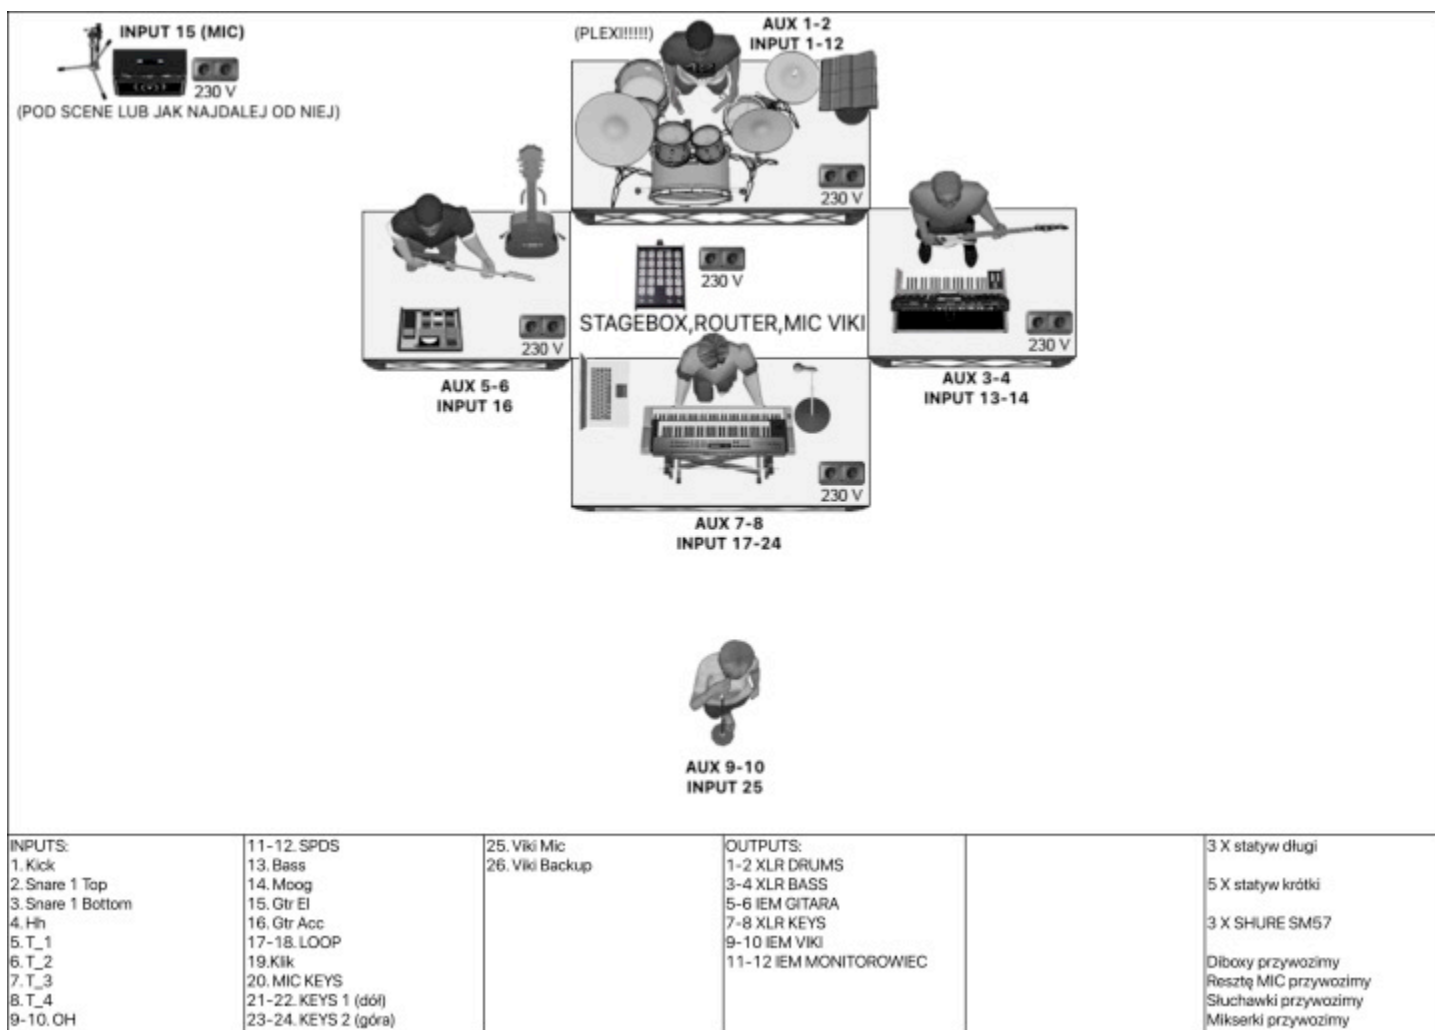 INPUT 15 (MIC)
230 V
(POD SCENE LUB JAK NAJDALEJ OD NIEJ)
(PLEXI!!!!!!)
AUX 1-2
INPUT 1-12
230 V
230 V
STAGEBOX,ROUTER,MIC VIKI
230 V
AUX 5-6
INPUT 16
230 V
AUX 3-4
INPUT 13-14
230 V
AUX 7-8
INPUT 17-24
AUX 9-10
INPUT 25
INPUTS:
1. Kick
2. Snare 1 Top
3. Snare 1 Bottom
4. Hh
5. T_1
6. T_2
7. T_3
8. T_4
9-10. OH
11-12. SPDS
13. Bass
14. Moog
15. Gtr El
16. Gtr Acc
17-18. LOOP
19. Klik
20. MIC KEYS
21-22. KEYS 1 (dół)
23-24. KEYS 2 (góra)
25. Viki Mic
26. Viki Backup
OUTPUTS:
1-2 XLR DRUMS
3-4 XLR BASS
5-6 IEM GITARA
7-8 XLR KEYS
9-10 IEM VIKI
11-12 IEM MONITOROWIEC
3 X statyw długi
5 X statyw krótki
3 X SHURE SM57
Diboxy przywozimy
Resztę MIC przywozimy
Słuchawki przywozimy
Mikserki przywozimy